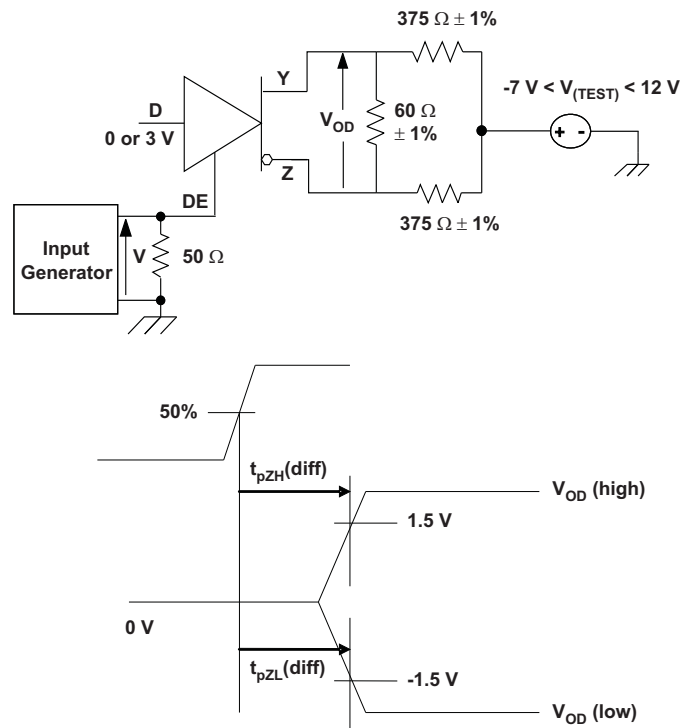 375 Ω ± 1%
Y
-7 V < V(TEST) < 12 V
D
0 or 3 V
VOD
60 Ω
± 1%
+ -
Z
DE
375 Ω ± 1%
Input
Generator
V
50 Ω
50%
tpZH(diff)
VOD (high)
1.5 V
0 V
tpZL(diff)
-1.5 V
VOD (low)